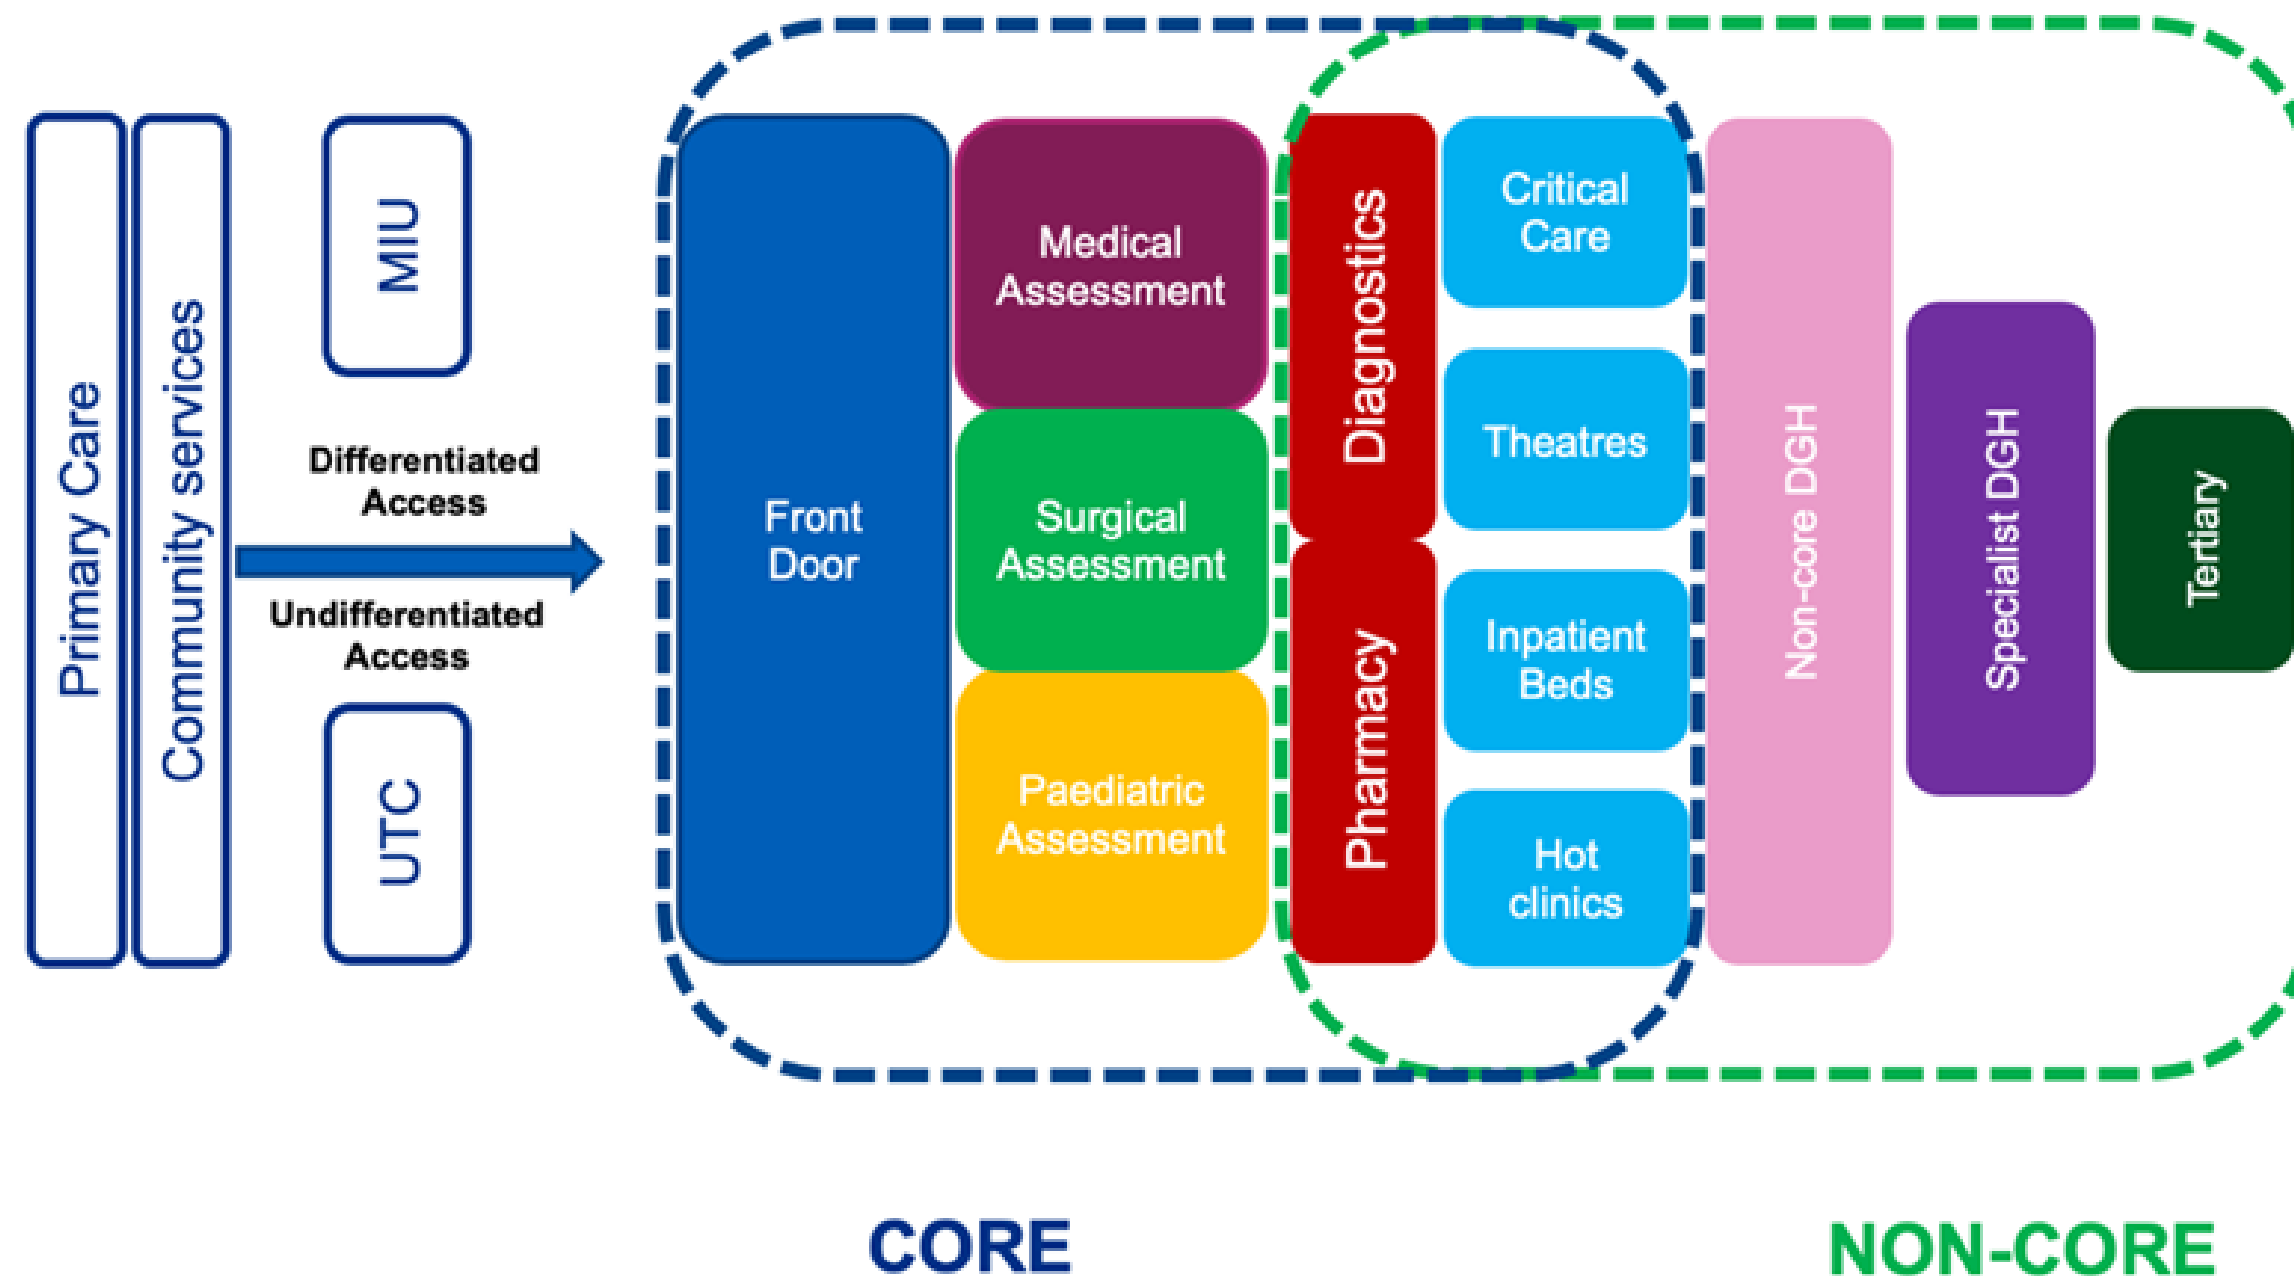 Primary Care
Community services
MIU
Differentiated
Access
Undifferentiated
Access
UTC
Front
Door
Medical
Assessment
Surgical
Assessment
Paediatric
Assessment
Diagnostics
Pharmacy
Critical
Care
Theatres
Inpatient
Beds
Hot
clinics
Non-core DGH
Specialist DGH
Tertiary
CORE
NON-CORE